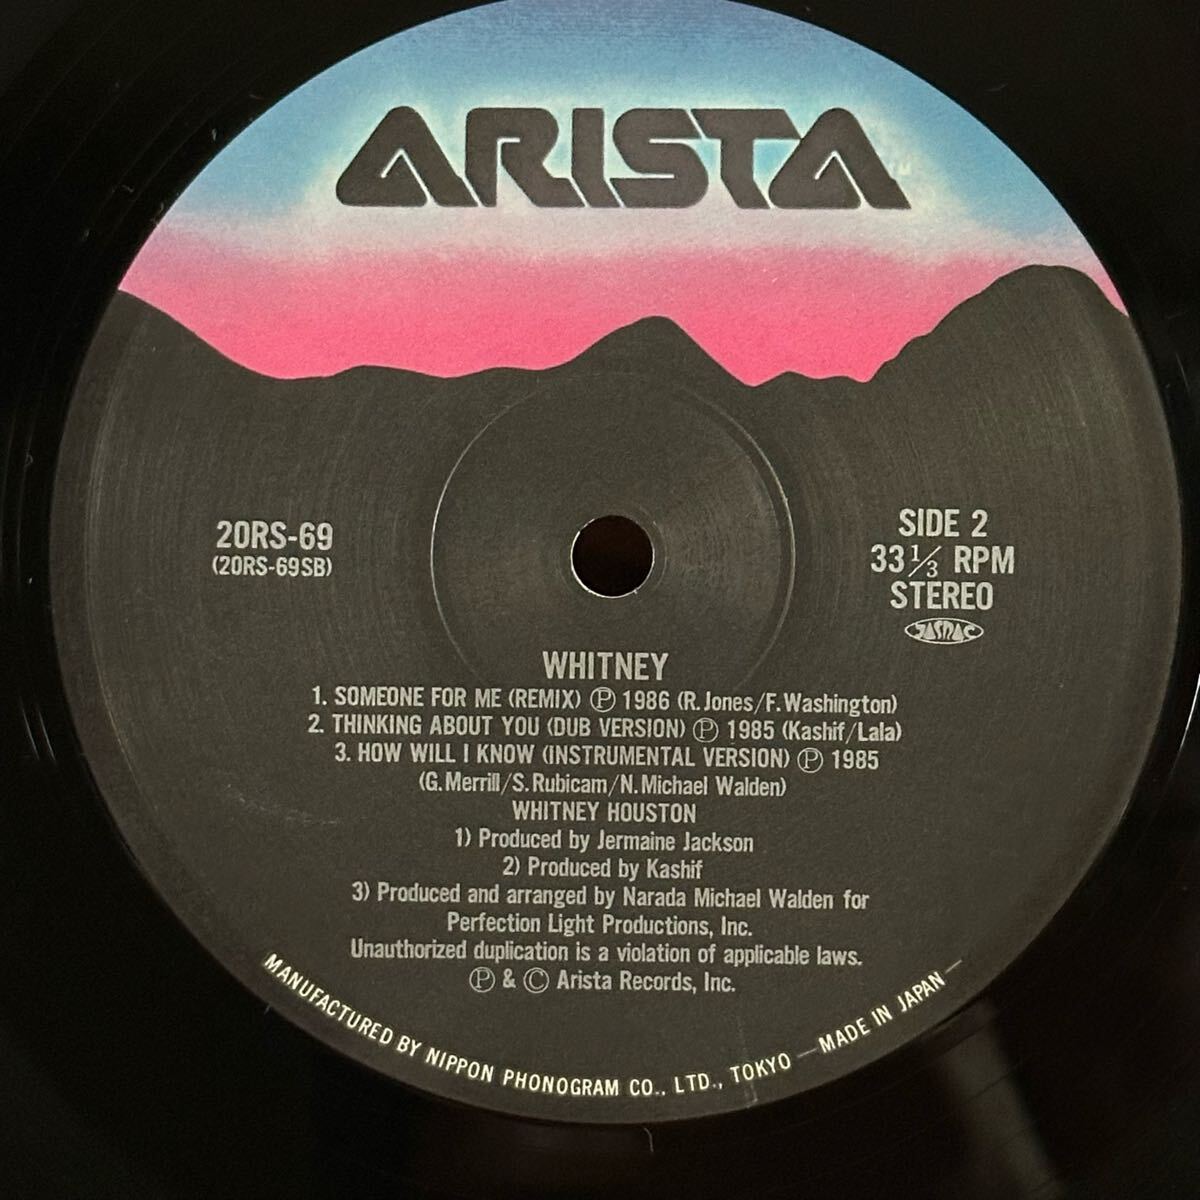 ARISTA
20RS-69
(20RS-69SB)
SIDE 2
33 1/3 RPM
STEREO
JASRAC
WHITNEY
1. SOMEONE FOR ME (REMIX) Ⓟ 1986 (R. Jones/F. Washington)
2. THINKING ABOUT YOU (DUB VERSION) Ⓟ 1985 (Kashif/Lala)
3. HOW WILL I KNOW (INSTRUMENTAL VERSION) Ⓟ 1985
(G. Merrill/S. Rubicam/N. Michael Walden)
WHITNEY HOUSTON
1) Produced by Jermaine Jackson
2) Produced by Kashif
3) Produced and arranged by Narada Michael Walden for
Perfection Light Productions, Inc.
Unauthorized duplication is a violation of applicable laws.
Ⓟ & © Arista Records, Inc.
MANUFACTURED BY NIPPON PHONOGRAM CO., LTD., TOKYO —MADE IN JAPAN—